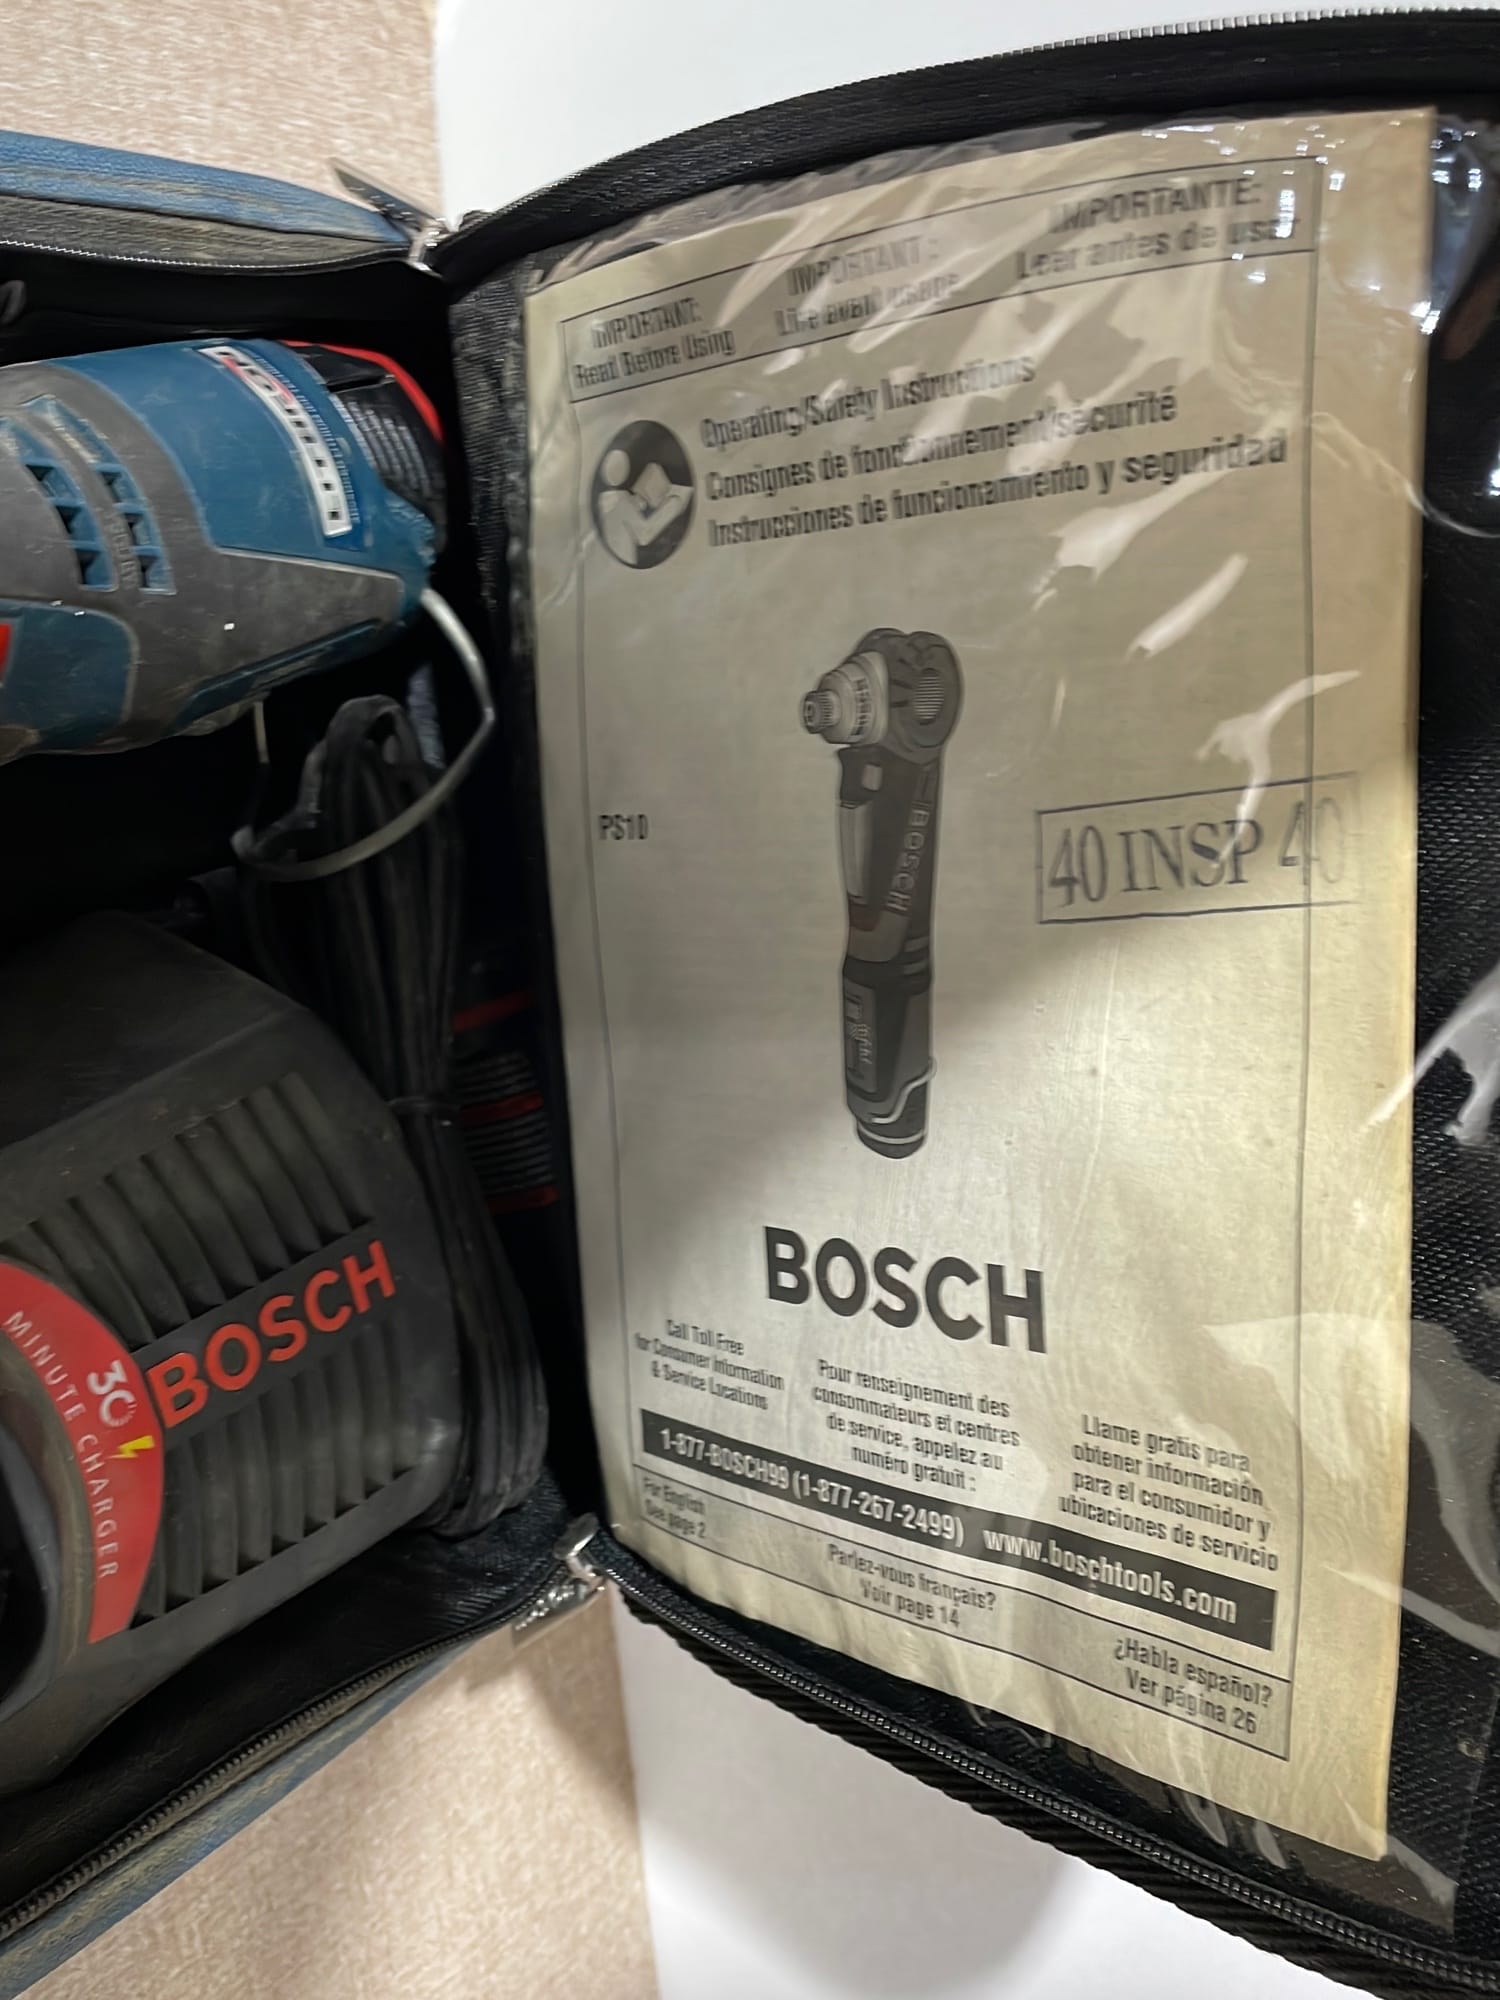 IMPORTANT:
Read Before Using
IMPORTANT :
Lire avant usage
IMPORTANTE:
Leer antes de usar
Operating/Safety Instructions
Consignes de fonctionnement/sécurité
Instrucciones de funcionamiento y seguridad
PS10
BOSCH
40 INSP 40
BOSCH
Call Toll Free
for Consumer Information
& Service Locations
Pour renseignement des
consommateurs et centres
de service, appelez au
numéro gratuit :
Llame gratis para
obtener información
para el consumidor y
ubicaciones de servicio
1-877-BOSCH99 (1-877-267-2499) www.boschtools.com
For English
See page 2
Parlez-vous français?
Voir page 14
¿Habla español?
Ver página 26
BOSCH
30
MINUTE CHARGER